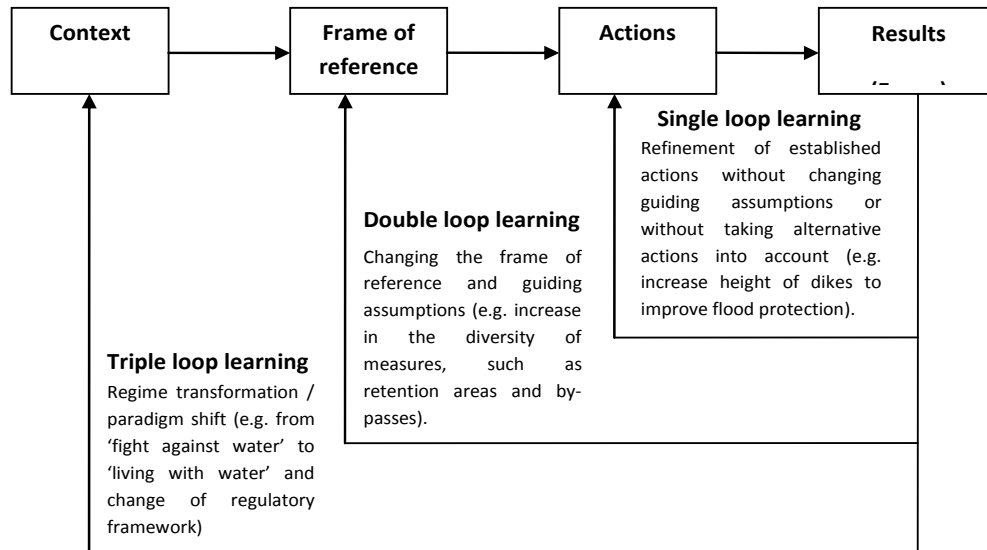 Context
Frame of
reference
Actions
Results
Single loop learning
Refinement of established
actions without changing
guiding assumptions or
without taking alternative
actions into account (e.g.
increase height of dikes to
improve flood protection).
Double loop learning
Changing the frame of
reference and guiding
assumptions (e.g. increase
in the diversity of
measures, such as
retention areas and by-
passes).
Triple loop learning
Regime transformation /
paradigm shift (e.g. from
‘fight against water’ to
‘living with water’ and
change of regulatory
framework)